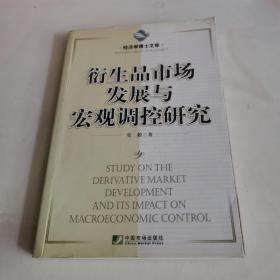 经济学博士文库
衍生品市场
发展与
宏观调控研究
著
STUDY ON THE
DERIVATIVE MARKET
DEVELOPMENT
AND ITS IMPACT ON
MACROECONOMIC CONTROL
中国市场出版社
China Market Press